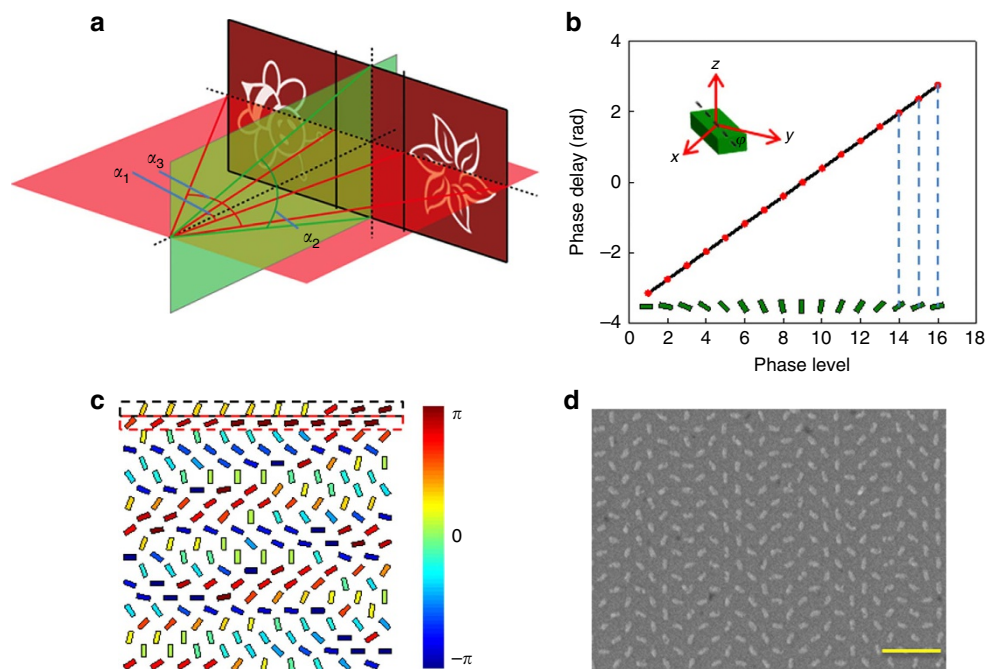 a
α3
α1
α2
b
4
2
0
−2
−4
Phase delay (rad)
z
y
x
φ
0 2 4 6 8 10 12 14 16 18
Phase level
c
π
0
−π
d